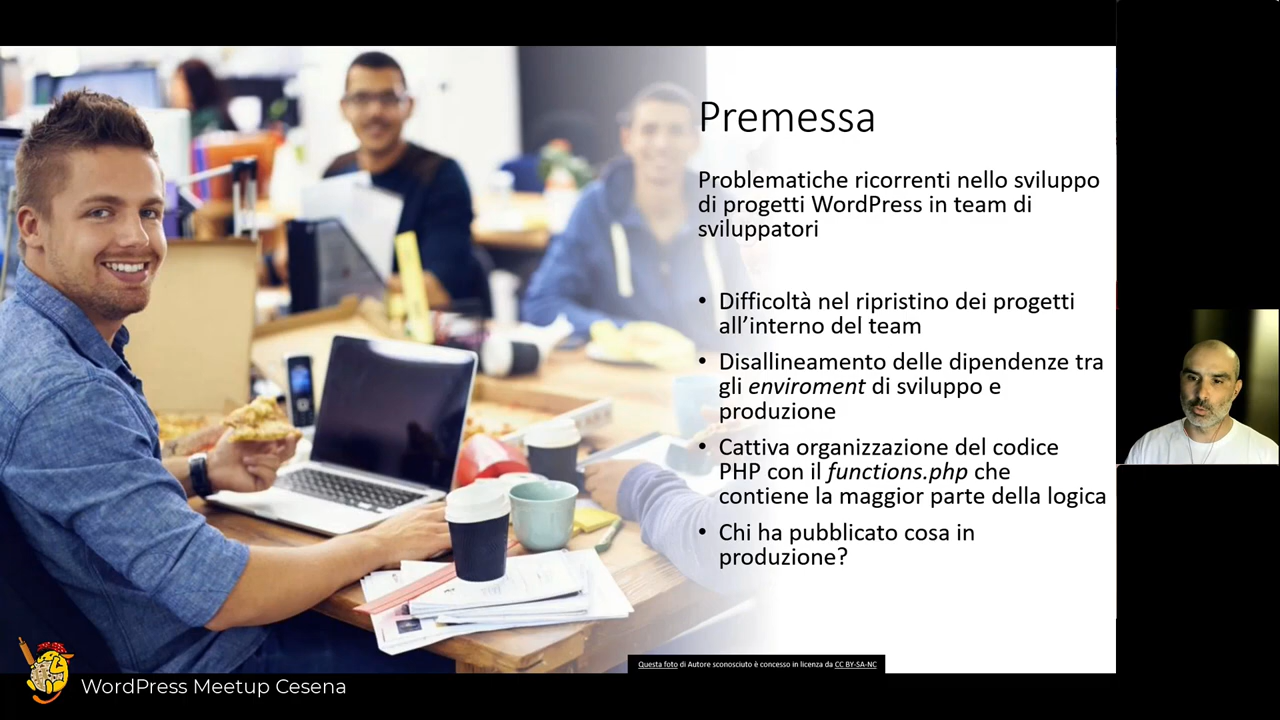 Premessa
Problematiche ricorrenti nello sviluppo
di progetti WordPress in team di
sviluppatori
• Difficoltà nel ripristino dei progetti
all’interno del team
• Disallineamento delle dipendenze tra
gli enviroment di sviluppo e
produzione
• Cattiva organizzazione del codice
PHP con il functions.php che
contiene la maggior parte della logica
• Chi ha pubblicato cosa in
produzione?
Questa foto di Autore sconosciuto è concesso in licenza da CC BY-SA-NC
WordPress Meetup Cesena